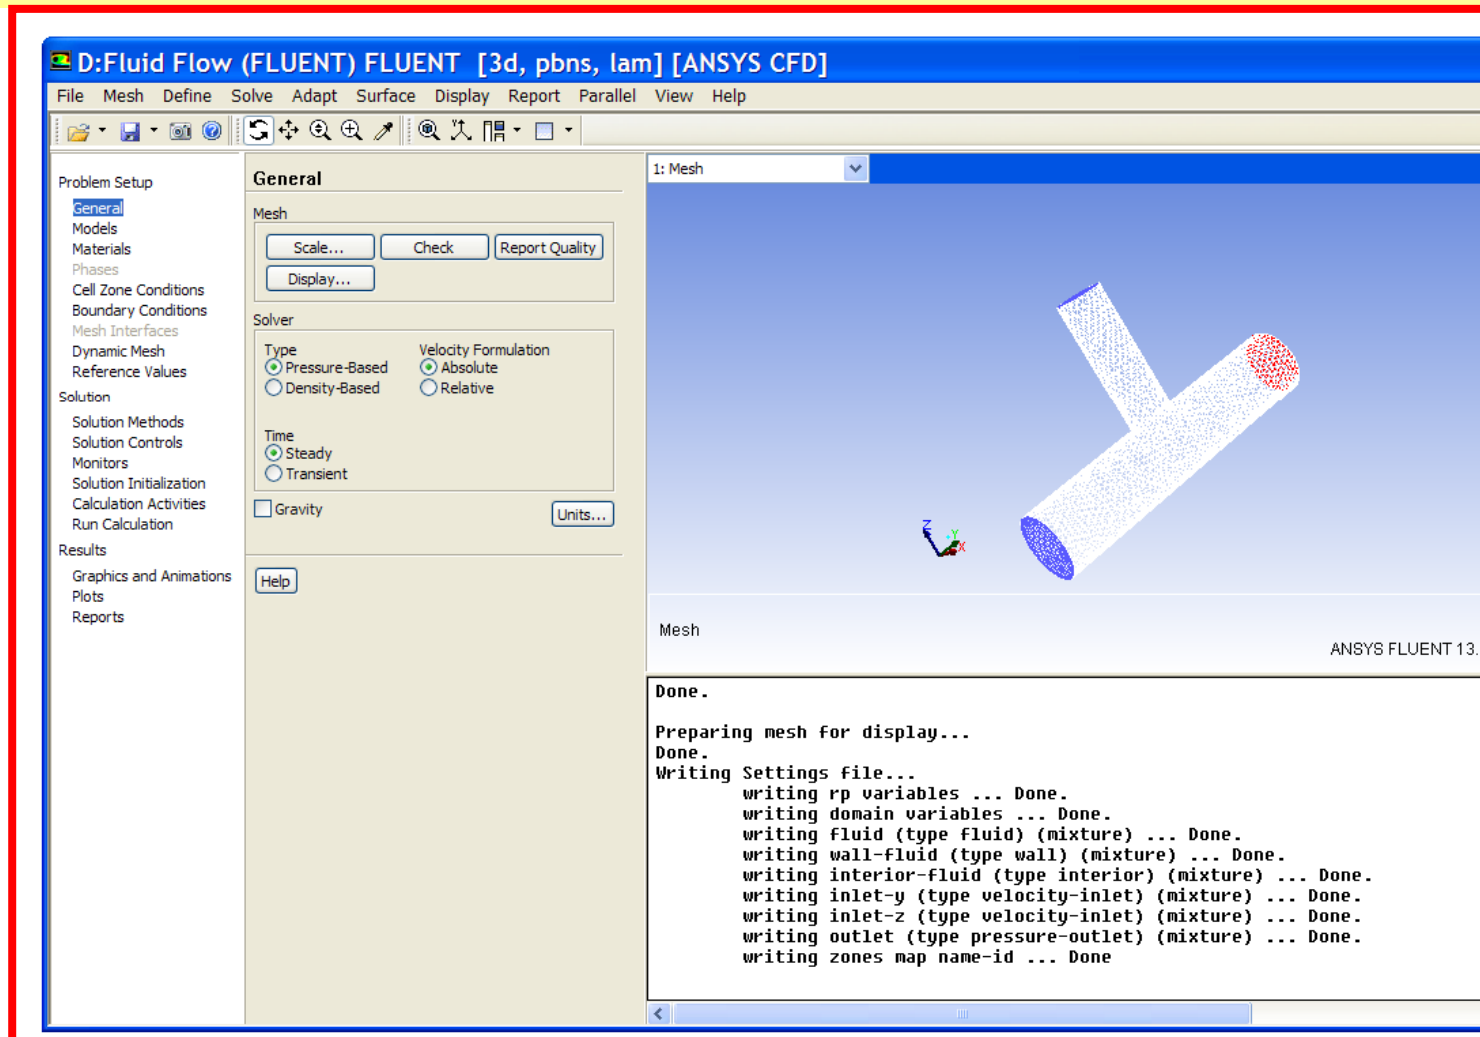 D:Fluid Flow (FLUENT) FLUENT [3d, pbns, lam] [ANSYS CFD]
File Mesh Define Solve Adapt Surface Display Report Parallel View Help
Problem Setup
General
Models
Materials
Phases
Cell Zone Conditions
Boundary Conditions
Mesh Interfaces
Dynamic Mesh
Reference Values
Solution
Solution Methods
Solution Controls
Monitors
Solution Initialization
Calculation Activities
Run Calculation
Results
Graphics and Animations
Plots
Reports
General
Mesh
Scale... Check Report Quality
Display...
Solver
Type Velocity Formulation
Pressure-Based Absolute
Density-Based Relative
Time
Steady
Transient
Gravity Units...
Help
1: Mesh
Z
Y
X
Mesh
ANSYS FLUENT 13.
Done.
Preparing mesh for display...
Done.
Writing Settings file...
writing rp variables ... Done.
writing domain variables ... Done.
writing fluid (type fluid) (mixture) ... Done.
writing wall-fluid (type wall) (mixture) ... Done.
writing interior-fluid (type interior) (mixture) ... Done.
writing inlet-y (type velocity-inlet) (mixture) ... Done.
writing inlet-z (type velocity-inlet) (mixture) ... Done.
writing outlet (type pressure-outlet) (mixture) ... Done.
writing zones map name-id ... Done